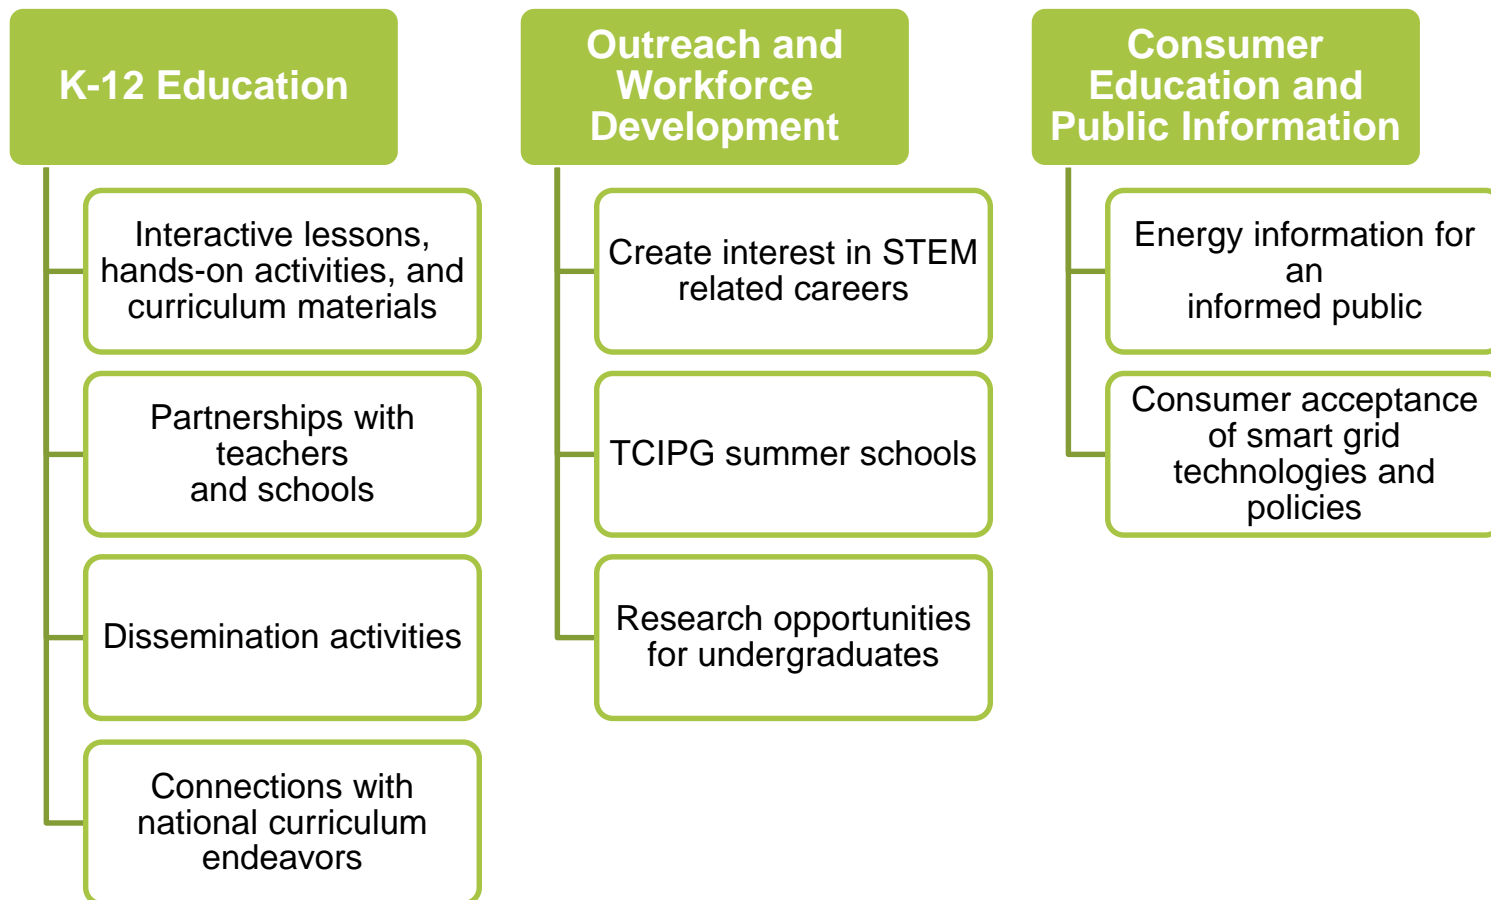 K-12 Education
Interactive lessons,
hands-on activities, and
curriculum materials
Partnerships with
teachers
and schools
Dissemination activities
Connections with
national curriculum
endeavors
Outreach and
Workforce
Development
Create interest in STEM
related careers
TCIPG summer schools
Research opportunities
for undergraduates
Consumer
Education and
Public Information
Energy information for
an
informed public
Consumer acceptance
of smart grid
technologies and
policies